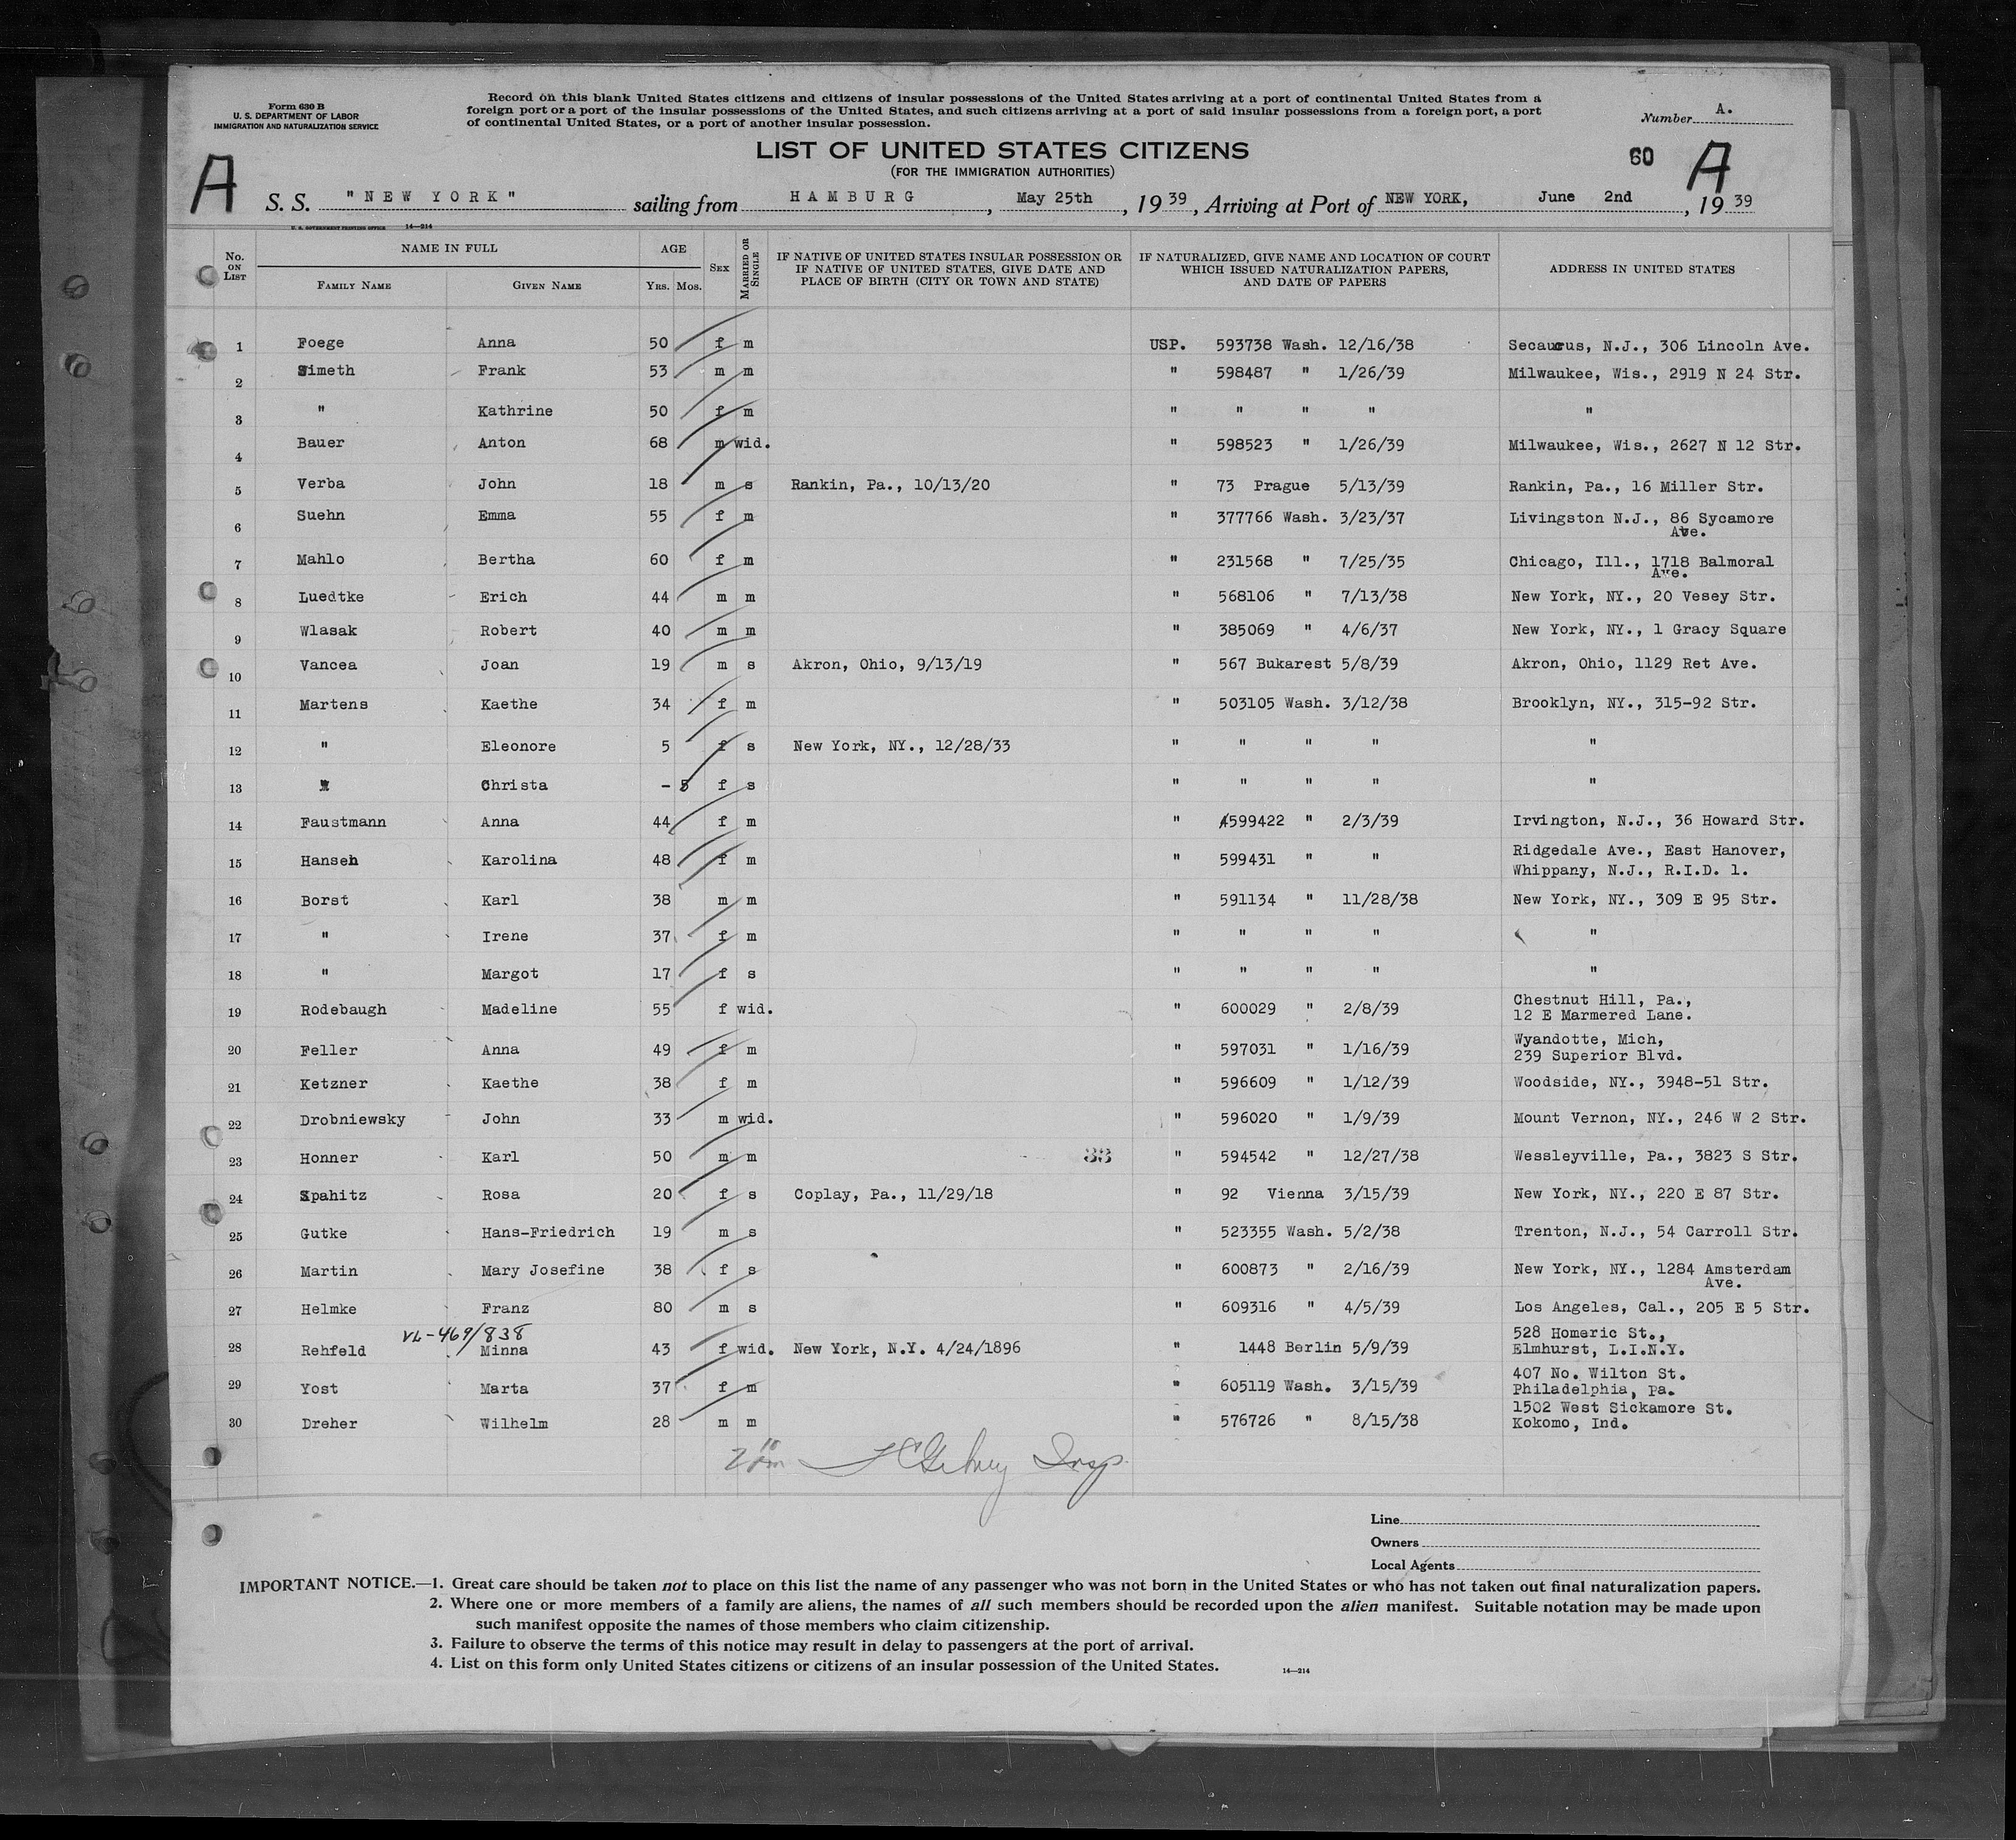 Form 630 B
U. S. DEPARTMENT OF LABOR
IMMIGRATION AND NATURALIZATION SERVICE
Record on this blank United States citizens and citizens of insular possessions of the United States arriving at a port of continental United States from a
foreign port or a port of the insular possessions of the United States, and such citizens arriving at a port of said insular possessions from a foreign port, a port
of continental United States, or a port of another insular possession.
Number A.
LIST OF UNITED STATES CITIZENS
(FOR THE IMMIGRATION AUTHORITIES)
60 A
A S. S. "NEW YORK" sailing from HAMBURG, May 25th, 1939, Arriving at Port of NEW YORK, June 2nd, 1939
U. S. GOVERNMENT PRINTING OFFICE 14—214
No. ON LIST NAME IN FULL FAMILY NAME GIVEN NAME AGE YRS. MOS. SEX MARRIED OR SINGLE IF NATIVE OF UNITED STATES INSULAR POSSESSION OR IF NATIVE OF UNITED STATES, GIVE DATE AND PLACE OF BIRTH (CITY OR TOWN AND STATE) IF NATURALIZED, GIVE NAME AND LOCATION OF COURT WHICH ISSUED NATURALIZATION PAPERS, AND DATE OF PAPERS ADDRESS IN UNITED STATES
1 Foege Anna 50 f m USP. 593738 Wash. 12/16/38 Secaucus, N.J., 306 Lincoln Ave.
2 Simeth Frank 53 m m " 598487 " 1/26/39 Milwaukee, Wis., 2919 N 24 Str.
3 " Kathrine 50 f m " " " " "
4 Bauer Anton 68 m wid. " 598523 " 1/26/39 Milwaukee, Wis., 2627 N 12 Str.
5 Verba John 18 m s Rankin, Pa., 10/13/20 " 73 Prague 5/13/39 Rankin, Pa., 16 Miller Str.
6 Suehn Emma 55 f m " 377766 Wash. 3/23/37 Livingston N.J., 86 Sycamore
Ave.
7 Mahlo Bertha 60 f m " 231568 " 7/25/35 Chicago, Ill., 1718 Balmoral
Ave.
8 Luedtke Erich 44 m m " 568106 " 7/13/38 New York, NY., 20 Vesey Str.
9 Wlasak Robert 40 m m " 385069 " 4/6/37 New York, NY., 1 Gracy Square
10 Vancea Joan 19 m s Akron, Ohio, 9/13/19 " 567 Bukarest 5/8/39 Akron, Ohio, 1129 Ret Ave.
11 Martens Kaethe 34 f m " 503105 Wash. 3/12/38 Brooklyn, NY., 315-92 Str.
12 " Eleonore 5 f s New York, NY., 12/28/33 " " " " "
13 " Christa - 5 f s " " " " "
14 Faustmann Anna 44 f m " 599422 " 2/3/39 Irvington, N.J., 36 Howard Str.
15 Hansen Karolina 48 f m " 599431 " " Ridgedale Ave., East Hanover,
Whippany, N.J., R.I.D. 1.
16 Borst Karl 38 m m " 591134 " 11/28/38 New York, NY., 309 E 95 Str.
17 " Irene 37 f m " " " " "
18 " Margot 17 f s " " " " "
19 Rodebaugh Madeline 55 f wid. " 600029 " 2/8/39 Chestnut Hill, Pa.,
12 E Marmered Lane.
20 Feller Anna 49 f m " 597031 " 1/16/39 Wyandotte, Mich,
239 Superior Blvd.
21 Ketzner Kaethe 38 f m " 596609 " 1/12/39 Woodside, NY., 3948-51 Str.
22 Drobniewsky John 33 m wid. " 596020 " 1/9/39 Mount Vernon, NY., 246 W 2 Str.
23 Honner Karl 50 m m 33 " 594542 " 12/27/38 Wessleyville, Pa., 3823 S Str.
24 Spahitz Rosa 20 f s Coplay, Pa., 11/29/18 " 92 Vienna 3/15/39 New York, NY., 220 E 87 Str.
25 Gutke Hans-Friedrich 19 m s " 523355 Wash. 5/2/38 Trenton, N.J., 54 Carroll Str.
26 Martin Mary Josefine 38 f s " 600873 " 2/16/39 New York, NY., 1284 Amsterdam
Ave.
27 Helmke Franz 80 m s " 609316 " 4/5/39 Los Angeles, Cal., 205 E 5 Str.
VL-469/838
28 Rehfeld Minna 43 f wid. New York, N.Y. 4/24/1896 " 1448 Berlin 5/9/39 528 Homeric St.,
Elmhurst, L.I.N.Y.
29 Yost Marta 37 f m " 605119 Wash. 3/15/39 407 No. Wilton St.
Philadelphia, Pa.
30 Dreher Wilhelm 28 m m " 576726 " 8/15/38 1502 West Sickamore St.
Kokomo, Ind.
Insp.
Line
Owners
Local Agents
IMPORTANT NOTICE.—1. Great care should be taken not to place on this list the name of any passenger who was not born in the United States or who has not taken out final naturalization papers.
2. Where one or more members of a family are aliens, the names of all such members should be recorded upon the alien manifest. Suitable notation may be made upon
such manifest opposite the names of those members who claim citizenship.
3. Failure to observe the terms of this notice may result in delay to passengers at the port of arrival.
4. List on this form only United States citizens or citizens of an insular possession of the United States. 14—214